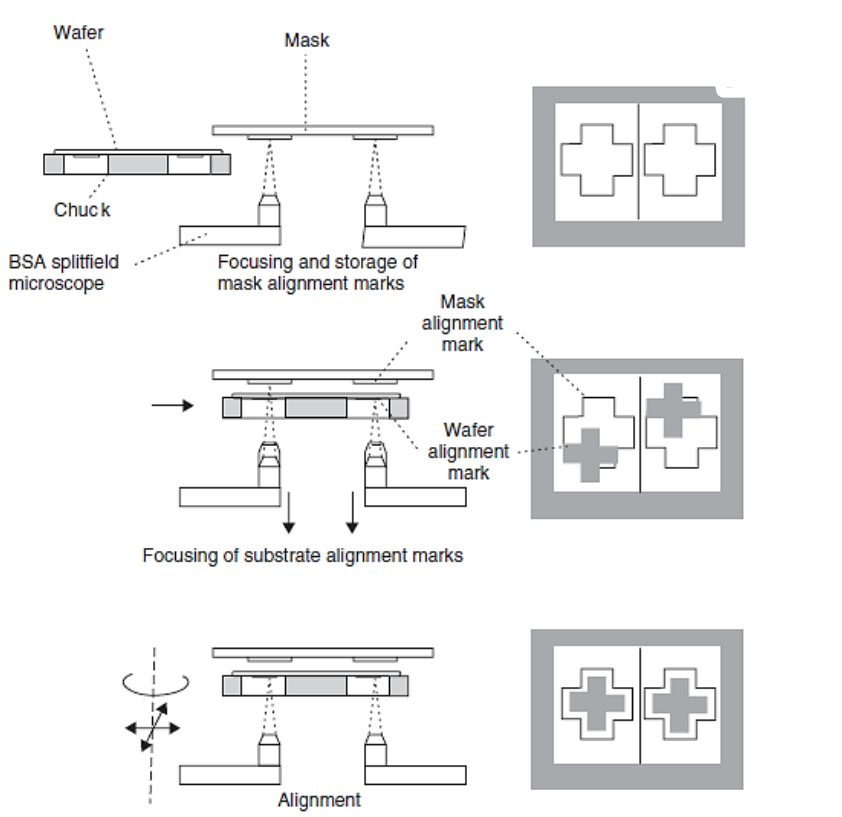 Wafer
Mask
Chuck
BSA splitfield
microscope
Focusing and storage of
mask alignment marks
Mask
alignment
mark
Wafer
alignment
mark
Focusing of substrate alignment marks
Alignment